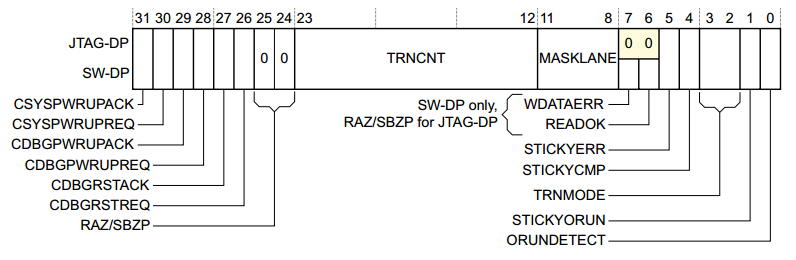 31 30 29 28 27 26 25 24 23 12 11 8 7 6 5 4 3 2 1 0
JTAG-DP
SW-DP
0 0 TRNCNT MASKLANE 0 0
CSYSPWRUPACK
CSYSPWRUPREQ
CDBGPWRUPACK
CDBGPWRUPREQ
CDBGRSTACK
CDBGRSTREQ
RAZ/SBZP
SW-DP only,
RAZ/SBZP for JTAG-DP
WDATAERR
READOK
STICKYERR
STICKYCMP
TRNMODE
STICKYORUN
ORUNDETECT